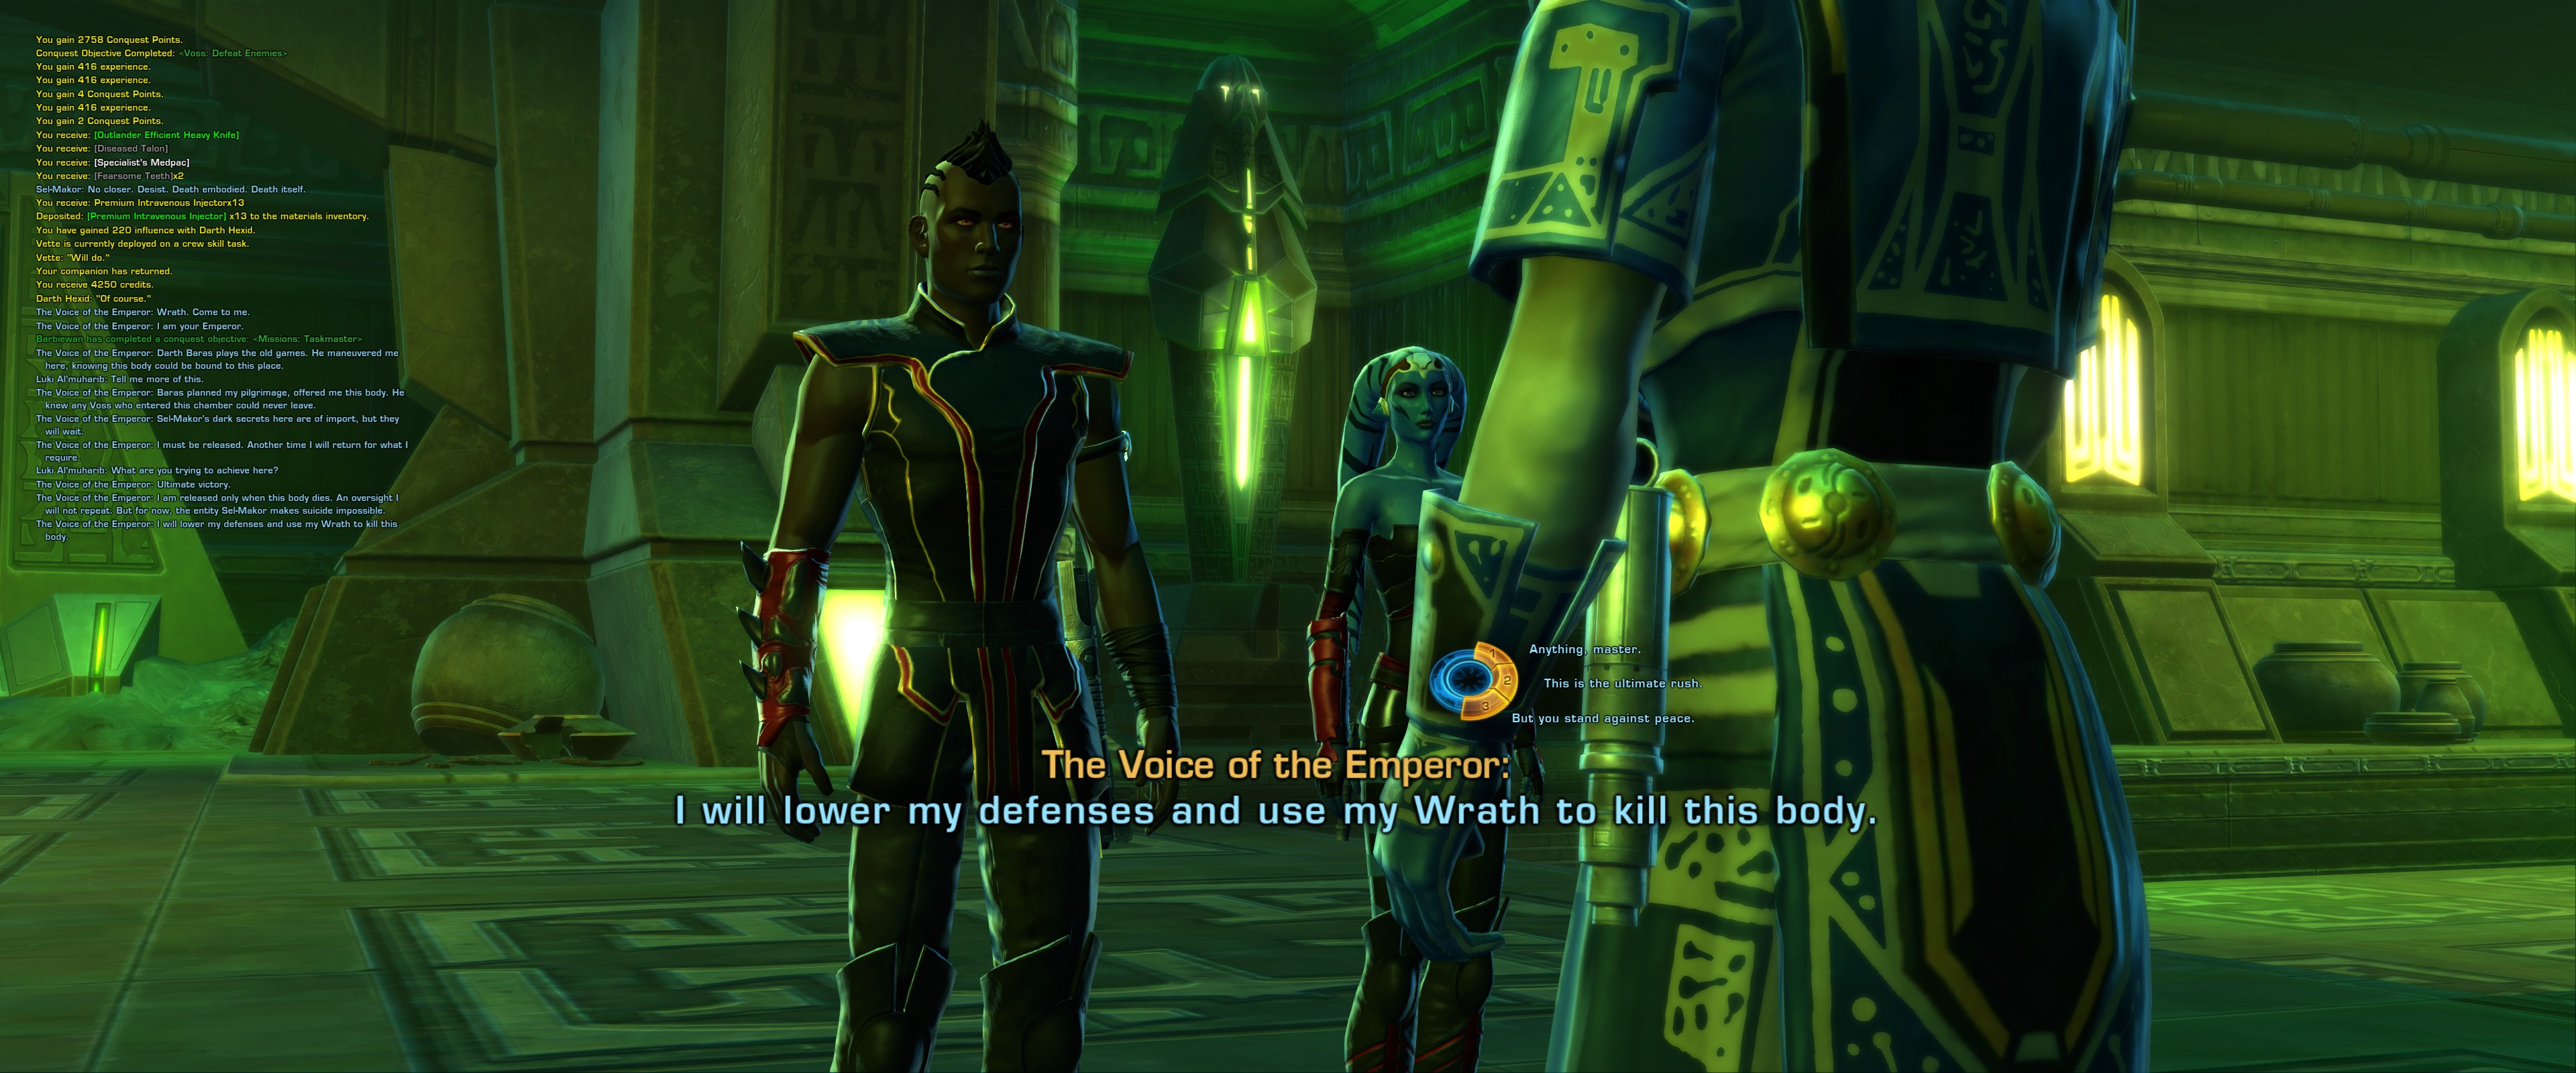 You gain 2758 Conquest Points.
Conquest Objective Completed: <Voss: Defeat Enemies>
You gain 416 experience.
You gain 416 experience.
You gain 4 Conquest Points.
You gain 416 experience.
You gain 2 Conquest Points.
You receive: [Outlander Efficient Heavy Knife]
You receive: [Diseased Talon]
You receive: [Specialist's Medpac]
You receive: [Fearsome Teeth]x2
Sel-Makor: No closer. Desist. Death embodied. Death itself.
You receive: Premium Intravenous Injectorx13
Deposited: [Premium Intravenous Injector] x13 to the materials inventory.
You have gained 220 influence with Darth Hexid.
Vette is currently deployed on a crew skill task.
Vette: "Will do."
Your companion has returned.
You receive 4250 credits.
Darth Hexid: "Of course."
The Voice of the Emperor: Wrath. Come to me.
The Voice of the Emperor: I am your Emperor.
Barbiewan has completed a conquest objective: <Missions: Taskmaster>
The Voice of the Emperor: Darth Baras plays the old games. He maneuvered me
here, knowing this body could be bound to this place.
Luki Al'muharib: Tell me more of this.
The Voice of the Emperor: Baras planned my pilgrimage, offered me this body. He
knew any Voss who entered this chamber could never leave.
The Voice of the Emperor: Sel-Makor's dark secrets here are of import, but they
will wait.
The Voice of the Emperor: I must be released. Another time I will return for what I
require.
Luki Al'muharib: What are you trying to achieve here?
The Voice of the Emperor: Ultimate victory.
The Voice of the Emperor: I am released only when this body dies. An oversight I
will not repeat. But for now, the entity Sel-Makor makes suicide impossible.
The Voice of the Emperor: I will lower my defenses and use my Wrath to kill this
body.
1 Anything, master.
2 This is the ultimate rush.
3 But you stand against peace.
The Voice of the Emperor:
I will lower my defenses and use my Wrath to kill this body.